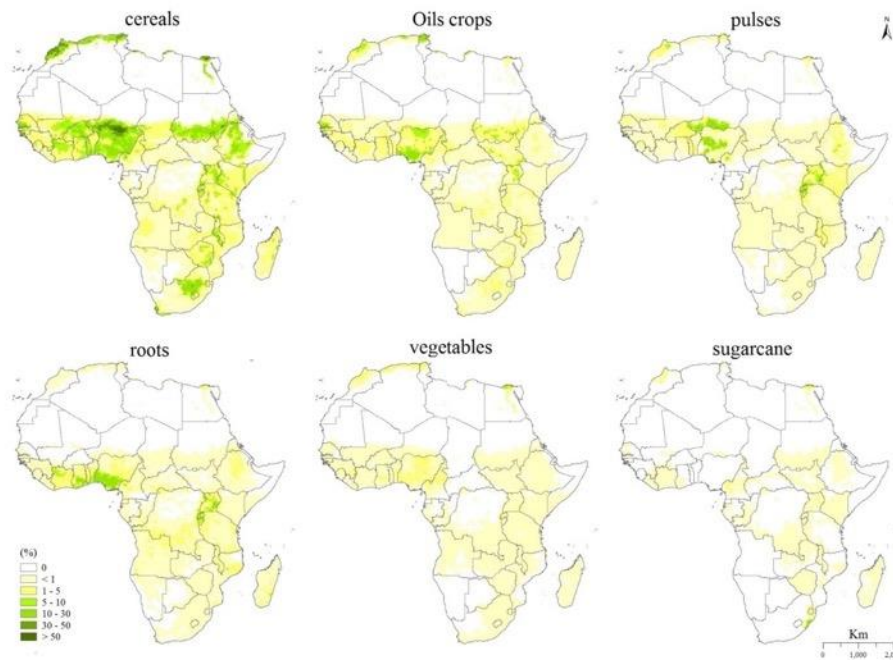 cereals
Oils crops
pulses
N
roots
vegetables
sugarcane
(%)
0
< 1
1 - 5
5 - 10
10 - 30
30 - 50
> 50
Km
0 1,000